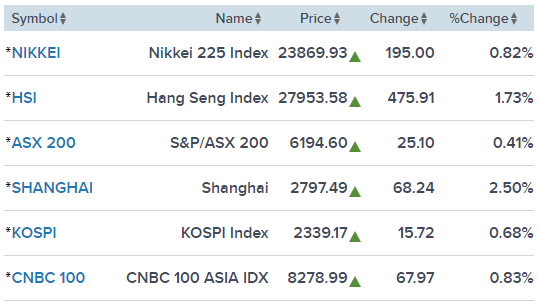 Symbol Name Price Change %Change
*NIKKEI Nikkei 225 Index 23869.93 195.00 0.82%
*HSI Hang Seng Index 27953.58 475.91 1.73%
*ASX 200 S&P/ASX 200 6194.60 25.10 0.41%
*SHANGHAI Shanghai 2797.49 68.24 2.50%
*KOSPI KOSPI Index 2339.17 15.72 0.68%
*CNBC 100 CNBC 100 ASIA IDX 8278.99 67.97 0.83%